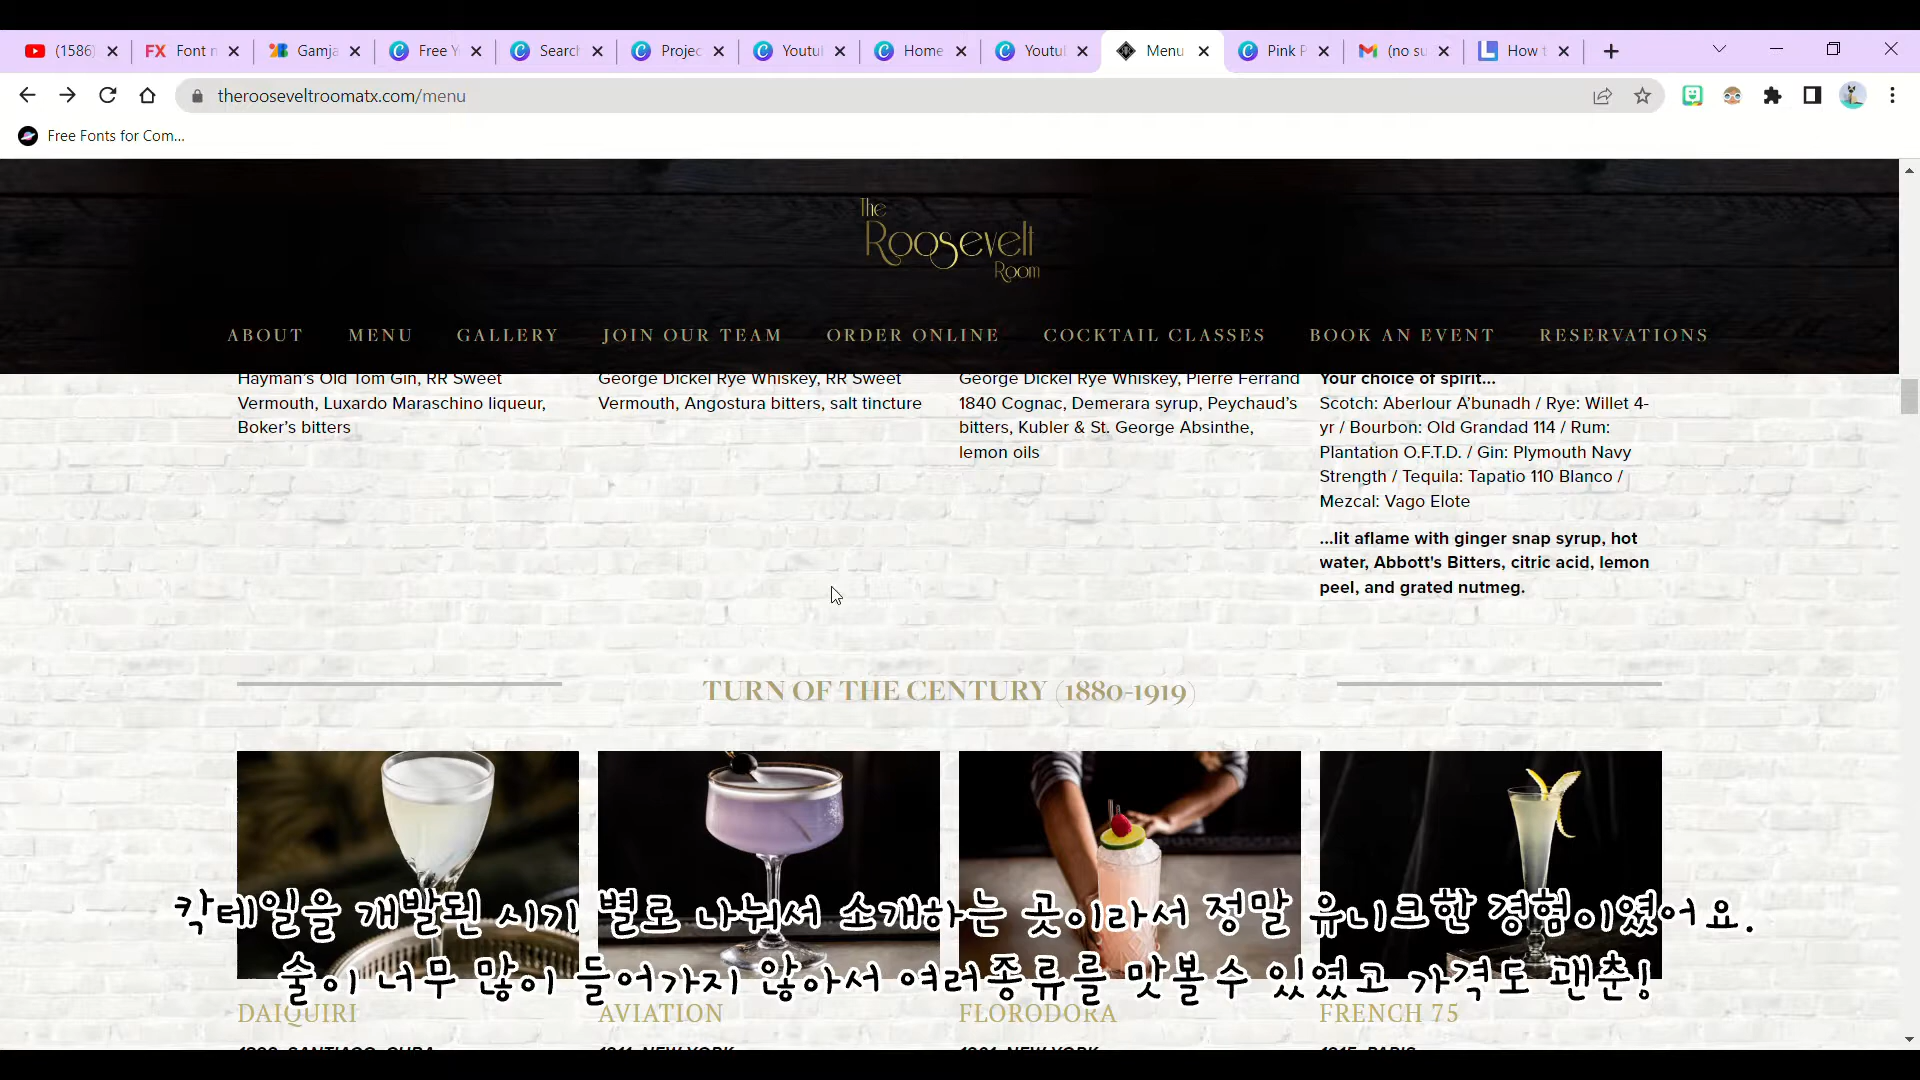 (1586)
Font n
Gamja
Free Y
Search
Projec
Youtu
Home
Youtu
Menu
Pink P
(no su
How t
therooseveltroomatx.com/menu
Free Fonts for Com...
The
Roosevelt
Room
ABOUT
MENU
GALLERY
JOIN OUR TEAM
ORDER ONLINE
COCKTAIL CLASSES
BOOK AN EVENT
RESERVATIONS
Hayman's Old Tom Gin, RR Sweet
Vermouth, Luxardo Maraschino liqueur,
Boker's bitters
George Dickel Rye Whiskey, RR Sweet
Vermouth, Angostura bitters, salt tincture
George Dickel Rye Whiskey, Pierre Ferrand
1840 Cognac, Demerara syrup, Peychaud's
bitters, Kubler & St. George Absinthe,
lemon oils
Your choice of spirit...
Scotch: Aberlour A'bunadh / Rye: Willet 4-
yr / Bourbon: Old Grandad 114 / Rum:
Plantation O.F.T.D. / Gin: Plymouth Navy
Strength / Tequila: Tapatio 110 Blanco /
Mezcal: Vago Elote
...lit aflame with ginger snap syrup, hot
water, Abbott's Bitters, citric acid, lemon
peel, and grated nutmeg.
TURN OF THE CENTURY (1880-1919)
칵테일을 개발된 시기 별로 나눠서 소개하는 곳이라서 정말 유니크한 경험이였어요.
술이 너무 많이 들어가지 않아서 여러종류를 맛볼수 있었고 가격도 괜춘!
DAIQUIRI
AVIATION
FLORODORA
FRENCH 75